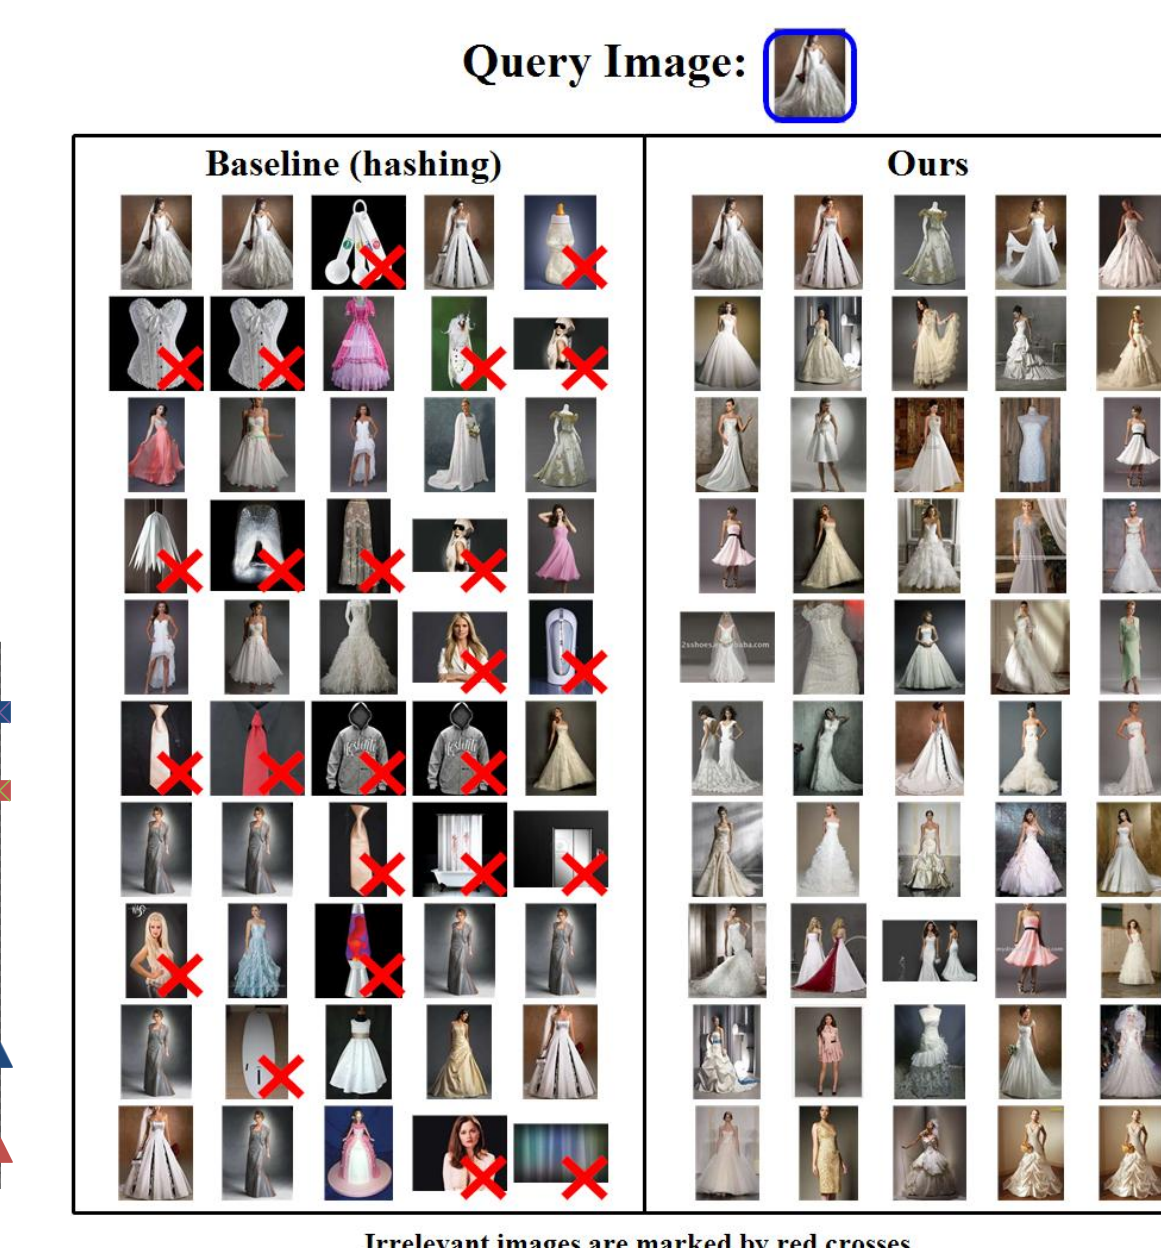 Query Image:
Baseline (hashing)
Ours
Irrelevant images are marked by red crosses